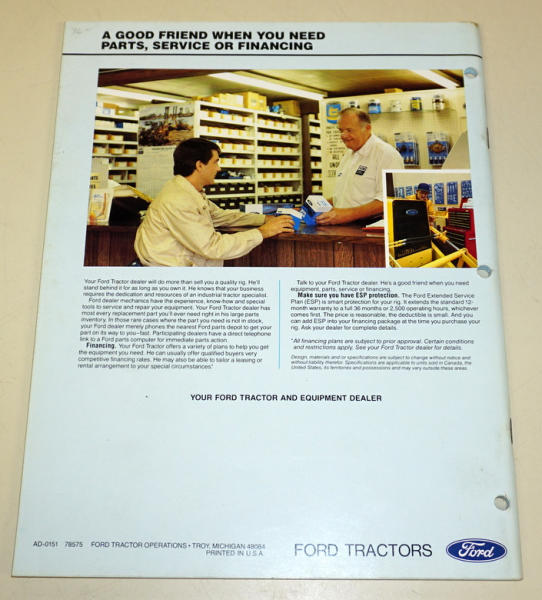 A GOOD FRIEND WHEN YOU NEED
PARTS, SERVICE OR FINANCING
Your Ford Tractor dealer will do more than sell you a quality rig. He'll
stand behind it for as long as you own it. He knows that your business
requires the dedication and resources of an industrial tractor specialist.
Ford dealer mechanics have the experience, know-how and special
tools to service and repair your equipment. Your Ford Tractor dealer has
most every replacement part you'll ever need right in his large parts
inventory. In those rare cases where the part you need is not in stock,
your Ford dealer merely phones the nearest Ford parts depot to get your
part on its way to you—fast. Participating dealers have a direct telephone
link to a Ford parts computer for immediate parts action.
Financing. Your Ford Tractor offers a variety of plans to help you get
the equipment you need. He can usually offer qualified buyers very
competitive financing rates. He may also be able to tailor a leasing or
rental arrangement to your special circumstances.*
Talk to your Ford Tractor dealer. He's a good friend when you need
equipment, parts, service or financing.
Make sure you have ESP protection. The Ford Extended Service
Plan (ESP) is smart protection for your rig. It extends the standard 12-
month warranty to a full 36 months or 2,500 operating hours, whichever
comes first. The price is reasonable, the deductible is small. And you
can add ESP into your financing package at the time you purchase your
rig. Ask your dealer for complete details.
*All financing plans are subject to prior approval. Certain conditions
and restrictions apply. See your Ford Tractor dealer for details.
Design, materials and/or specifications are subject to change without notice and
without liability therefor. Specifications are applicable to units sold in Canada, the
United States, its territories and possessions and may vary outside these areas.
YOUR FORD TRACTOR AND EQUIPMENT DEALER
AD-0151 78575 FORD TRACTOR OPERATIONS • TROY, MICHIGAN 48084
PRINTED IN U.S.A.
FORD TRACTORS
Ford